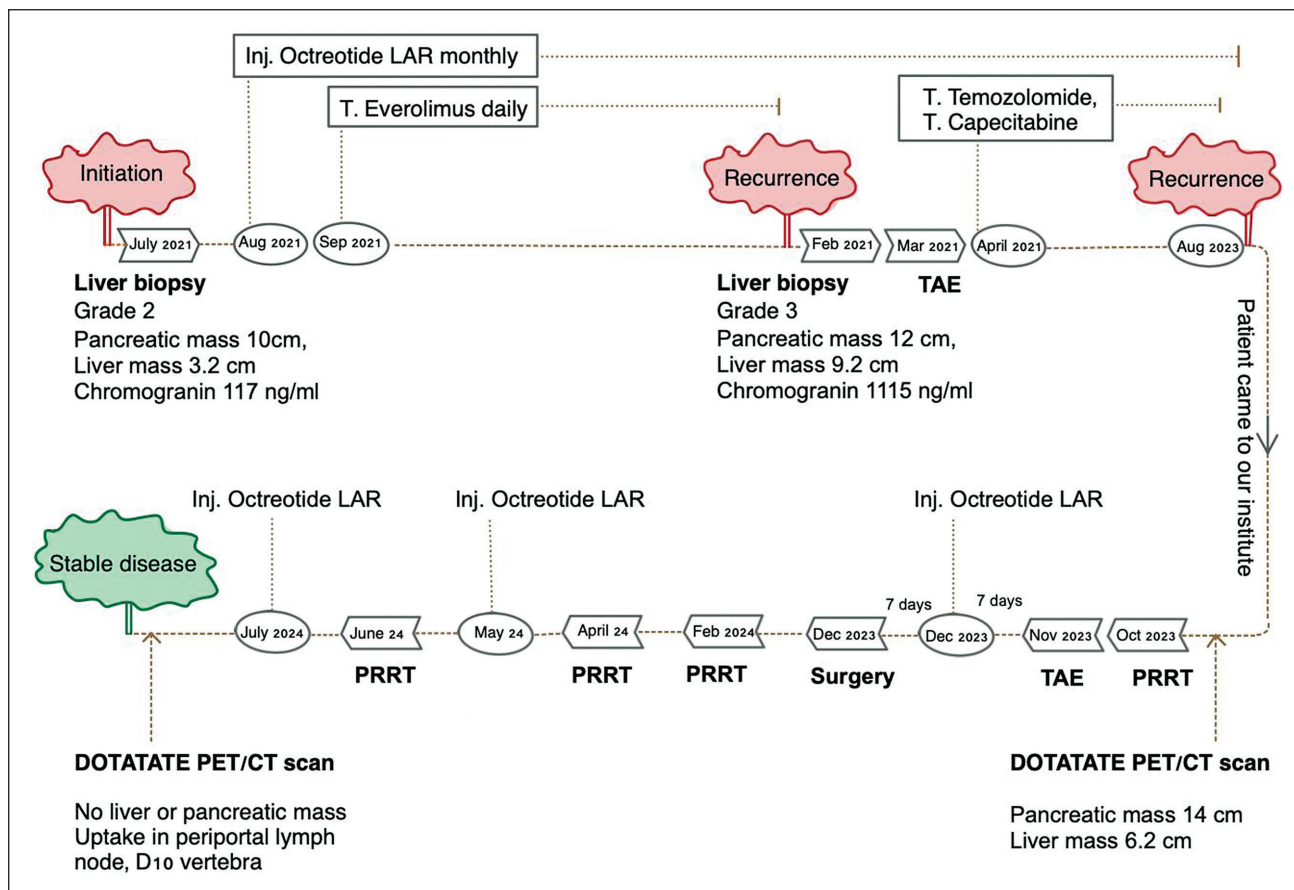 Inj. Octreotide LAR monthly
T. Everolimus daily
T. Temozolomide,
T. Capecitabine
Initiation
Recurrence
Recurrence
July 2021
Aug 2021
Sep 2021
Feb 2021
Mar 2021
April 2021
Aug 2023
Liver biopsy
Grade 2
Pancreatic mass 10cm,
Liver mass 3.2 cm
Chromogranin 117 ng/ml
Liver biopsy
Grade 3
Pancreatic mass 12 cm,
Liver mass 9.2 cm
Chromogranin 1115 ng/ml
TAE
Patient came to our institute
Inj. Octreotide LAR
Inj. Octreotide LAR
Inj. Octreotide LAR
Stable disease
July 2024
June 24
May 24
April 24
Feb 2024
Dec 2023
7 days
Dec 2023
7 days
Nov 2023
Oct 2023
PRRT
PRRT
PRRT
Surgery
TAE
PRRT
DOTATATE PET/CT scan
No liver or pancreatic mass
Uptake in periportal lymph
node, D10 vertebra
DOTATATE PET/CT scan
Pancreatic mass 14 cm
Liver mass 6.2 cm